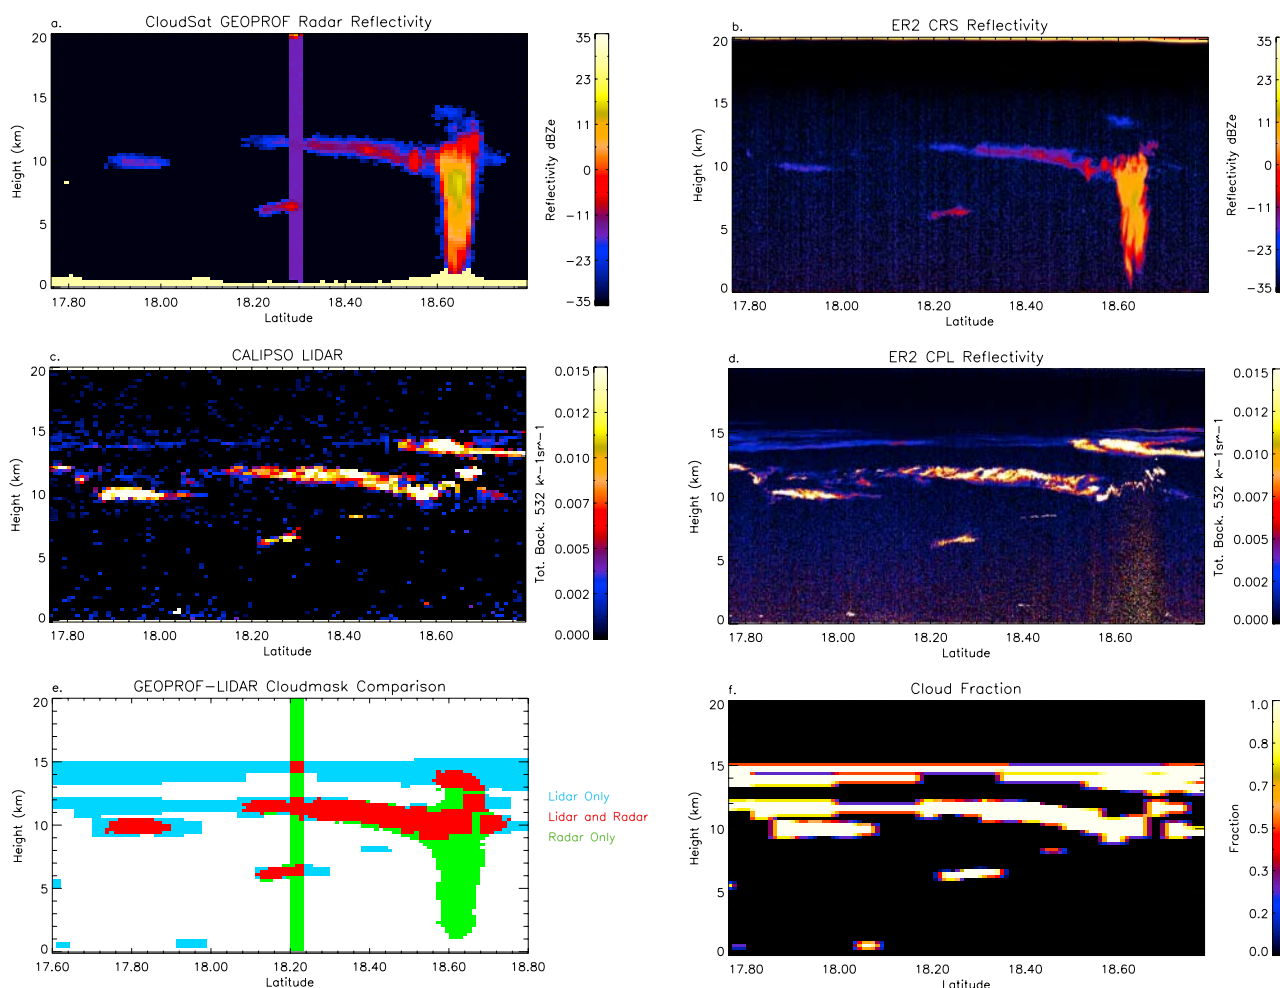 a. CloudSat GEOPROF Radar Reflectivity
20
15
10
5
0
Height (km)
17.80 18.00 18.20 18.40 18.60
Latitude
35
23
11
0
−11
−23
−35
Reflectivity dBZe
b. ER2 CRS Reflectivity
20
15
10
5
0
Height (km)
17.80 18.00 18.20 18.40 18.60
Latitude
35
23
11
0
−11
−23
−35
Reflectivity dBZe
c. CALIPSO LIDAR
20
15
10
5
0
Height (km)
17.80 18.00 18.20 18.40 18.60
Latitude
0.015
0.012
0.010
0.007
0.005
0.002
0.000
Tot. Back. 532 k^−1sr^−1
d. ER2 CPL Reflectivity
20
15
10
5
0
Height (km)
17.80 18.00 18.20 18.40 18.60
Latitude
0.015
0.012
0.010
0.007
0.005
0.002
0.000
Tot. Back. 532 k^−1sr^−1
e. GEOPROF−LIDAR Cloudmask Comparison
20
15
10
5
0
Height (km)
17.60 17.80 18.00 18.20 18.40 18.60 18.80
Latitude
Lidar Only
Lidar and Radar
Radar Only
f. Cloud Fraction
20
15
10
5
0
Height (km)
17.80 18.00 18.20 18.40 18.60
Latitude
1.0
0.8
0.7
0.5
0.3
0.2
0.0
Fraction